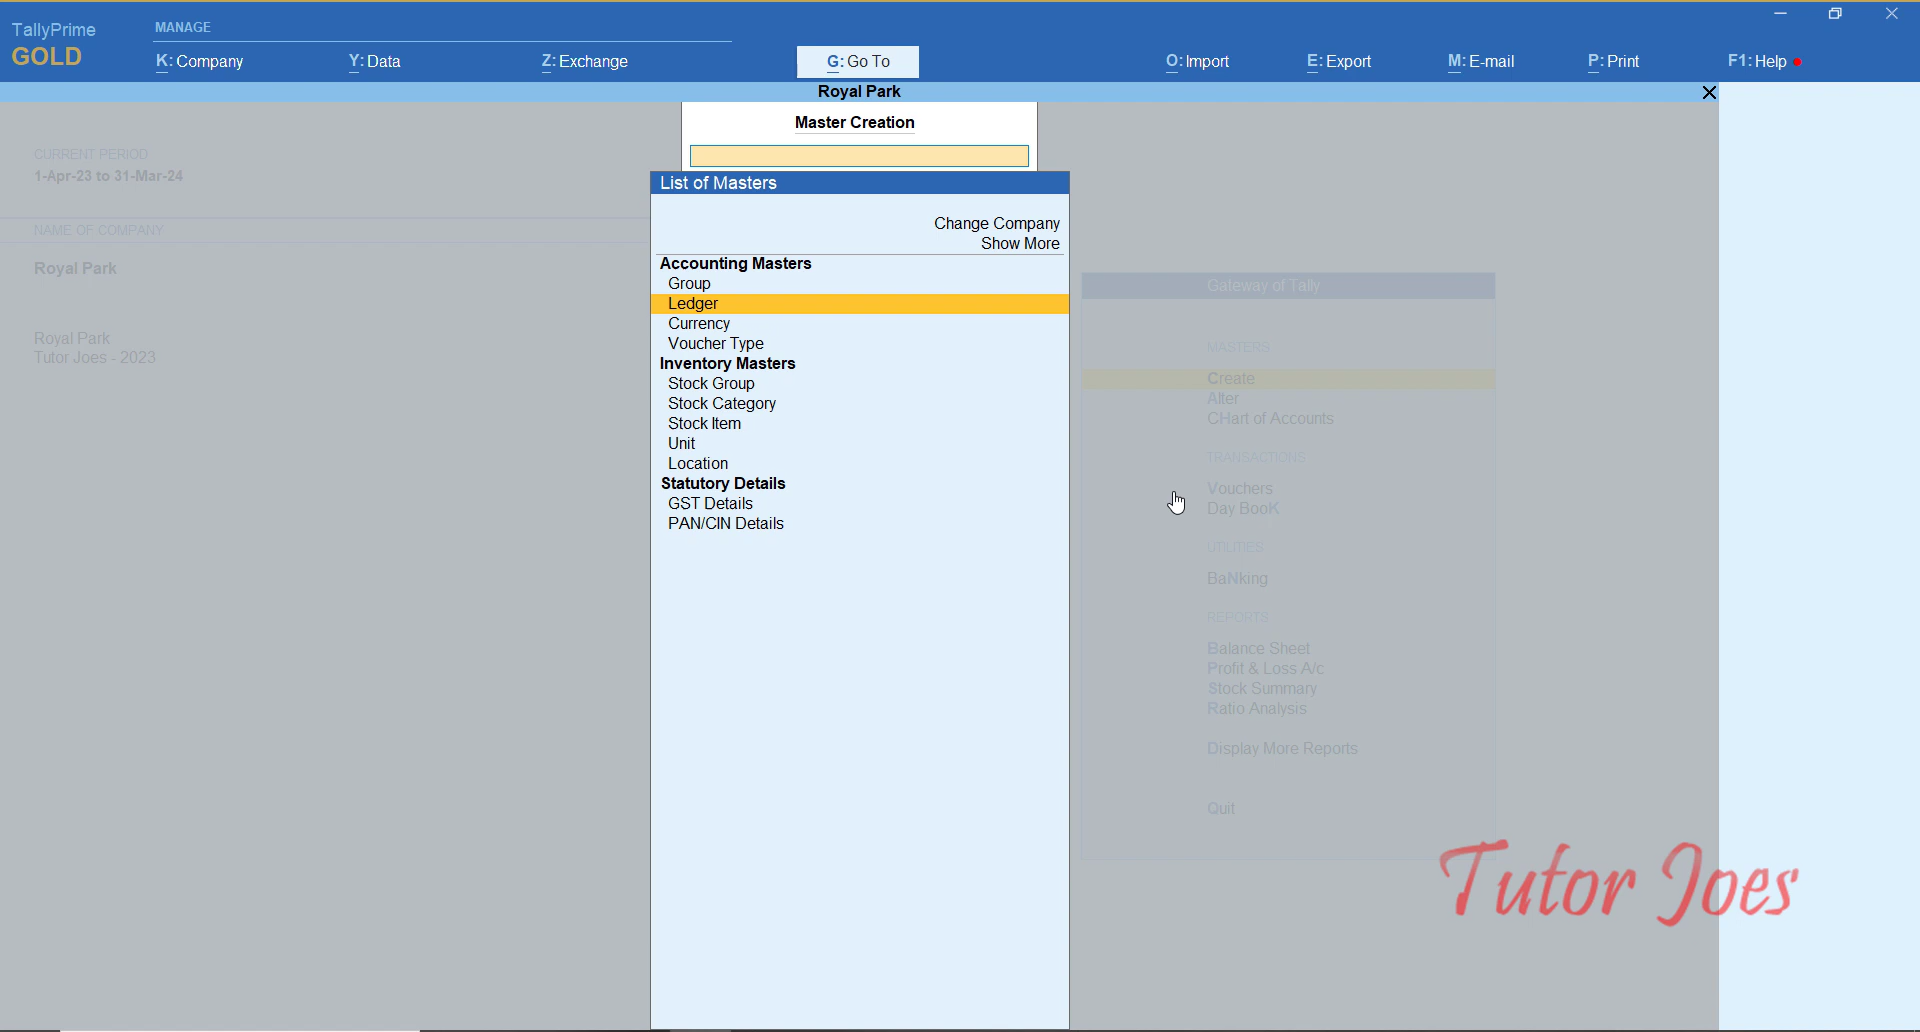 TallyPrime
GOLD
MANAGE
K: Company
Y: Data
Z: Exchange
G: Go To
O: Import
E: Export
M: E-mail
P: Print
F1: Help
Royal Park
Master Creation
CURRENT PERIOD
1-Apr-23 to 31-Mar-24
NAME OF COMPANY
Royal Park
Royal Park
Tutor Joes - 2023
List of Masters
Change Company
Show More
Accounting Masters
Group
Ledger
Currency
Voucher Type
Inventory Masters
Stock Group
Stock Category
Stock Item
Unit
Location
Statutory Details
GST Details
PAN/CIN Details
Gateway of Tally
MASTERS
Create
Alter
CHart of Accounts
TRANSACTIONS
Vouchers
Day BooK
UTILITIES
BaNking
REPORTS
Balance Sheet
Profit & Loss A/c
Stock Summary
Ratio Analysis
Display More Reports
Quit
Tutor Joes